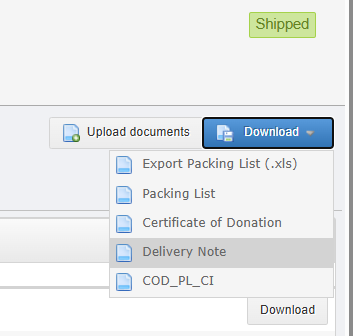 Shipped
Upload documents
Download
Export Packing List (.xls)
Packing List
Certificate of Donation
Delivery Note
COD_PL_CI
Download